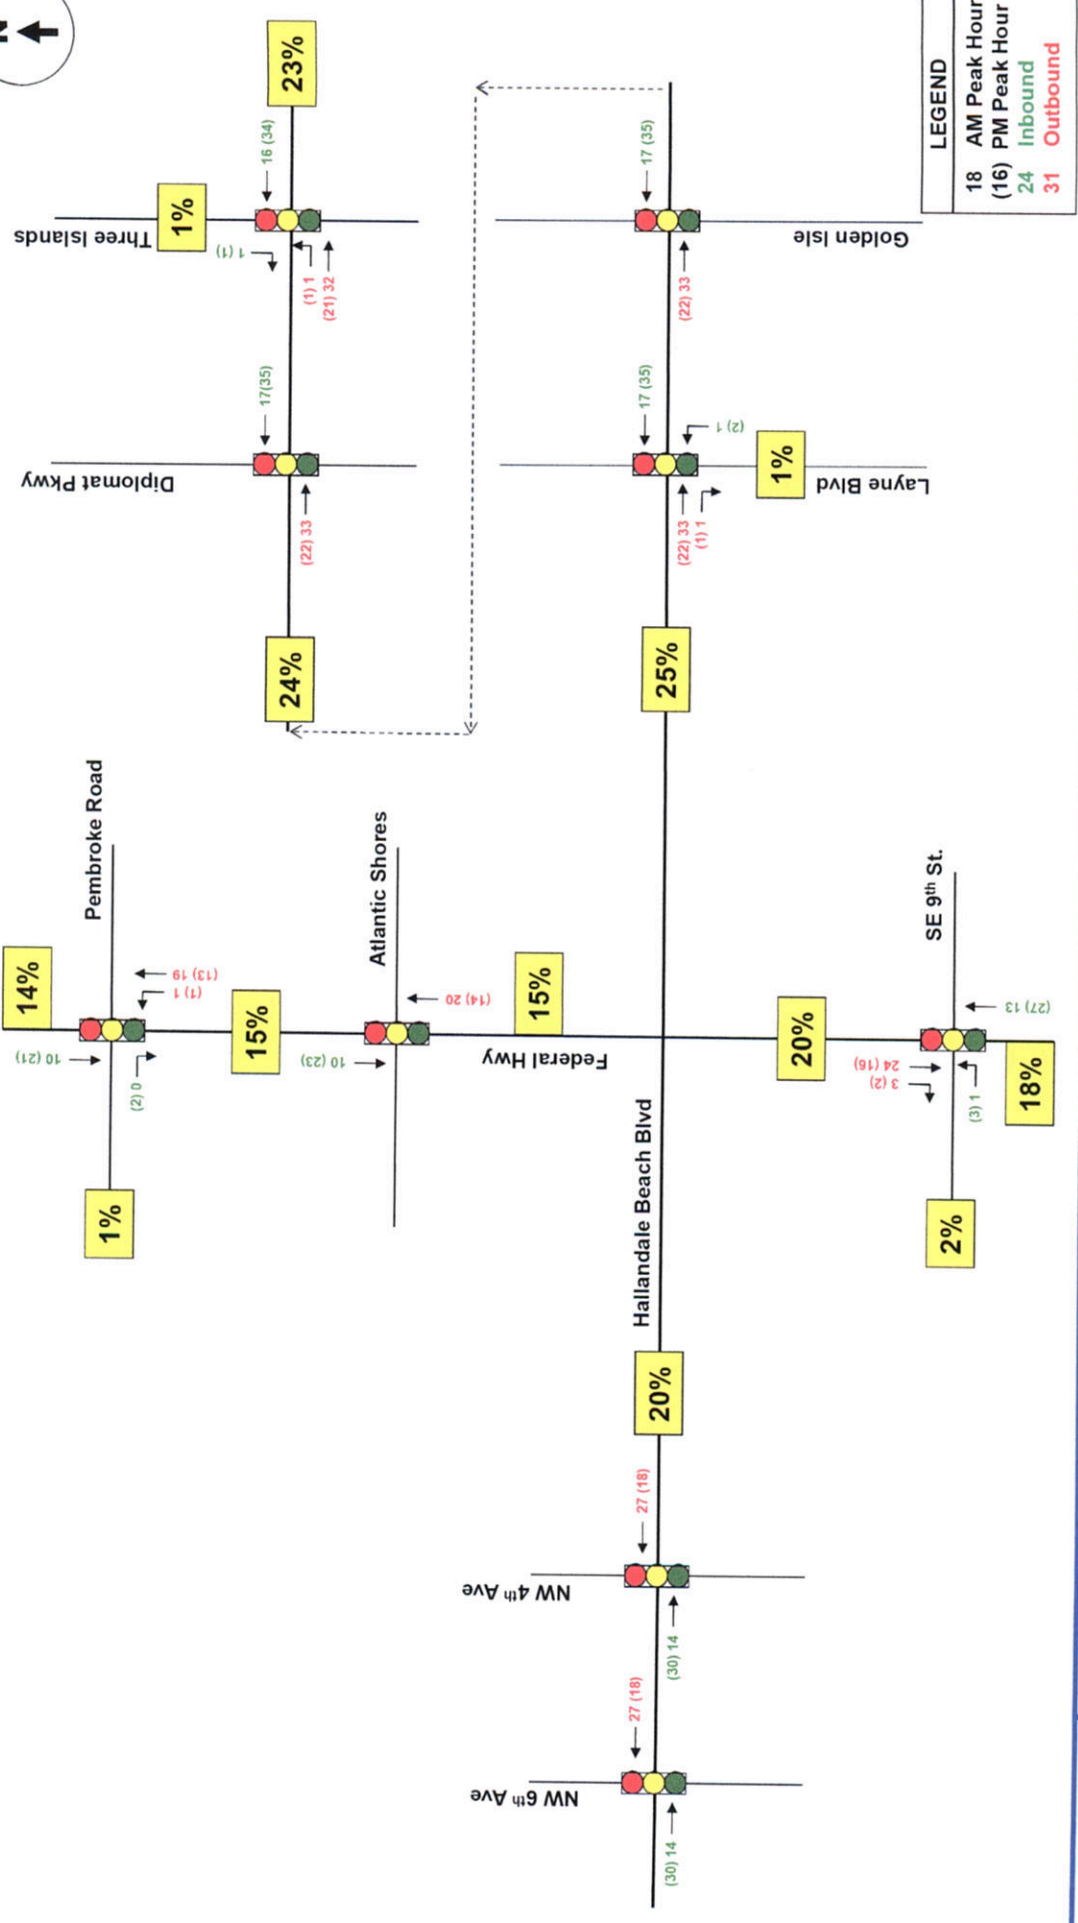 N
14%
Pembroke Road
10 (21)
(13) 19
(1) 1
(2) 0
1%
15%
Atlantic Shores
10 (23)
(14) 20
15%
Federal Hwy
Three Islands
1%
1 (1)
16 (34)
23%
(1) 1
(21) 32
Diplomat Pkwy
17(35)
(22) 33
24%
NW 6th Ave
27 (18)
(30) 14
NW 4th Ave
27 (18)
(30) 14
20%
Hallandale Beach Blvd
25%
17 (35)
(22) 33
(1) 1
(2) 1
1%
Layne Blvd
17 (35)
(22) 33
Golden Isle
20%
SE 9th St.
24 (16)
3 (2)
(27) 13
(3) 1
2%
18%
LEGEND
18 AM Peak Hour
(16) PM Peak Hour
24 Inbound
31 Outbound